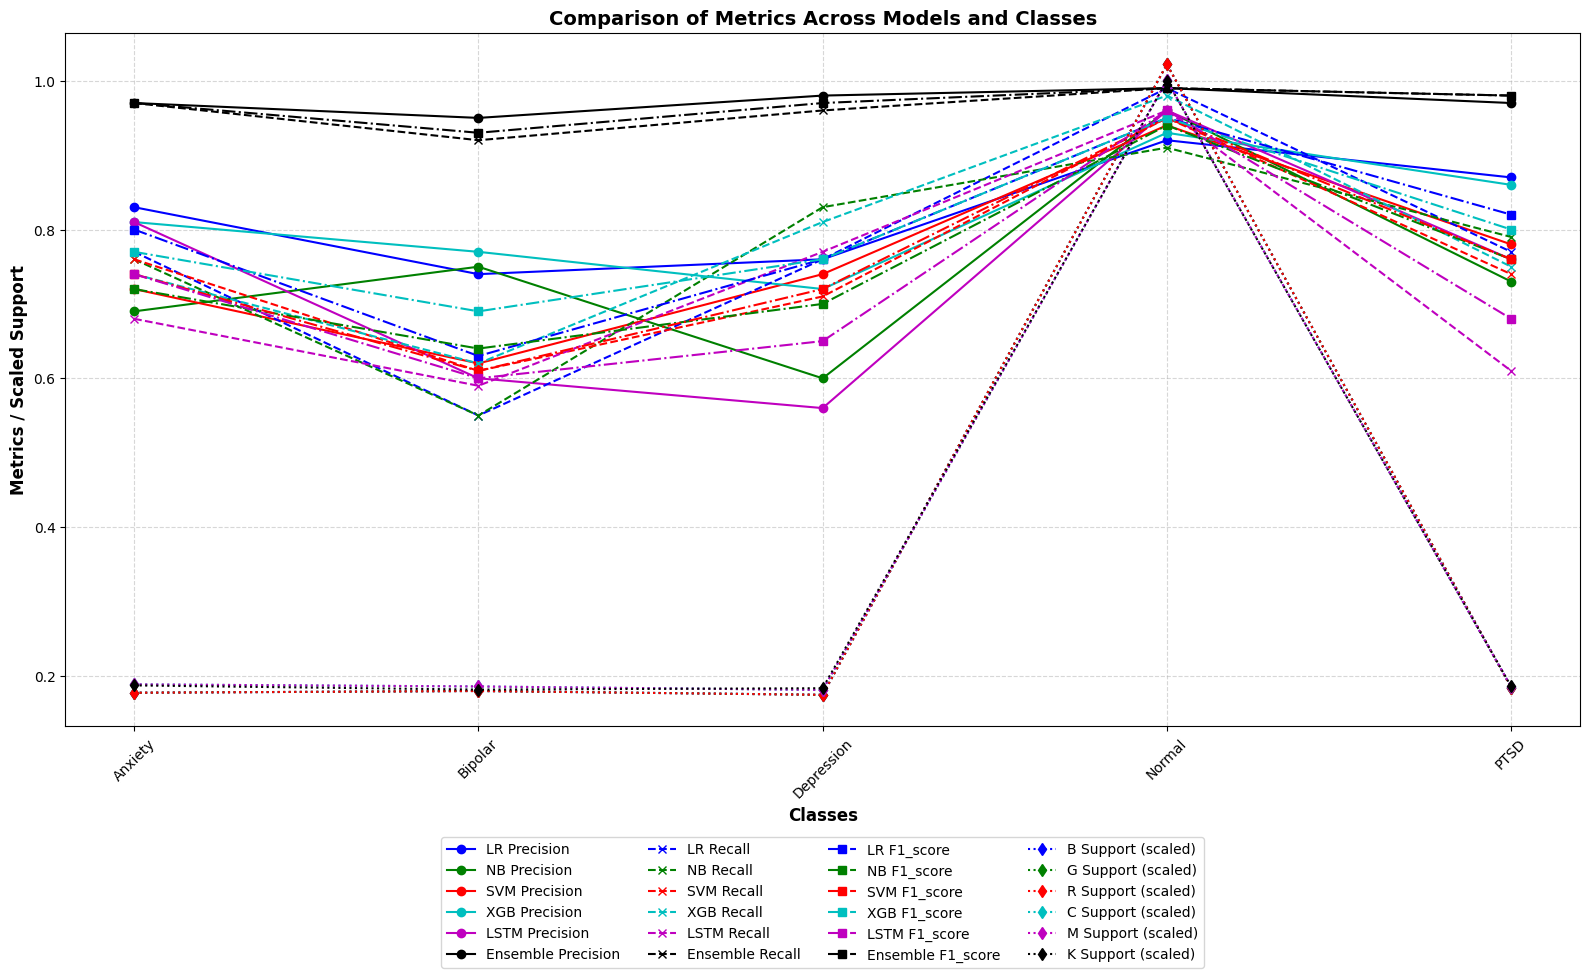 Comparison of Metrics Across Models and Classes
Metrics / Scaled Support
1.0
0.8
0.6
0.4
0.2
Anxiety
Bipolar
Depression
Normal
PTSD
Classes
LR Precision
NB Precision
SVM Precision
XGB Precision
LSTM Precision
Ensemble Precision
LR Recall
NB Recall
SVM Recall
XGB Recall
LSTM Recall
Ensemble Recall
LR F1_score
NB F1_score
SVM F1_score
XGB F1_score
LSTM F1_score
Ensemble F1_score
B Support (scaled)
G Support (scaled)
R Support (scaled)
C Support (scaled)
M Support (scaled)
K Support (scaled)